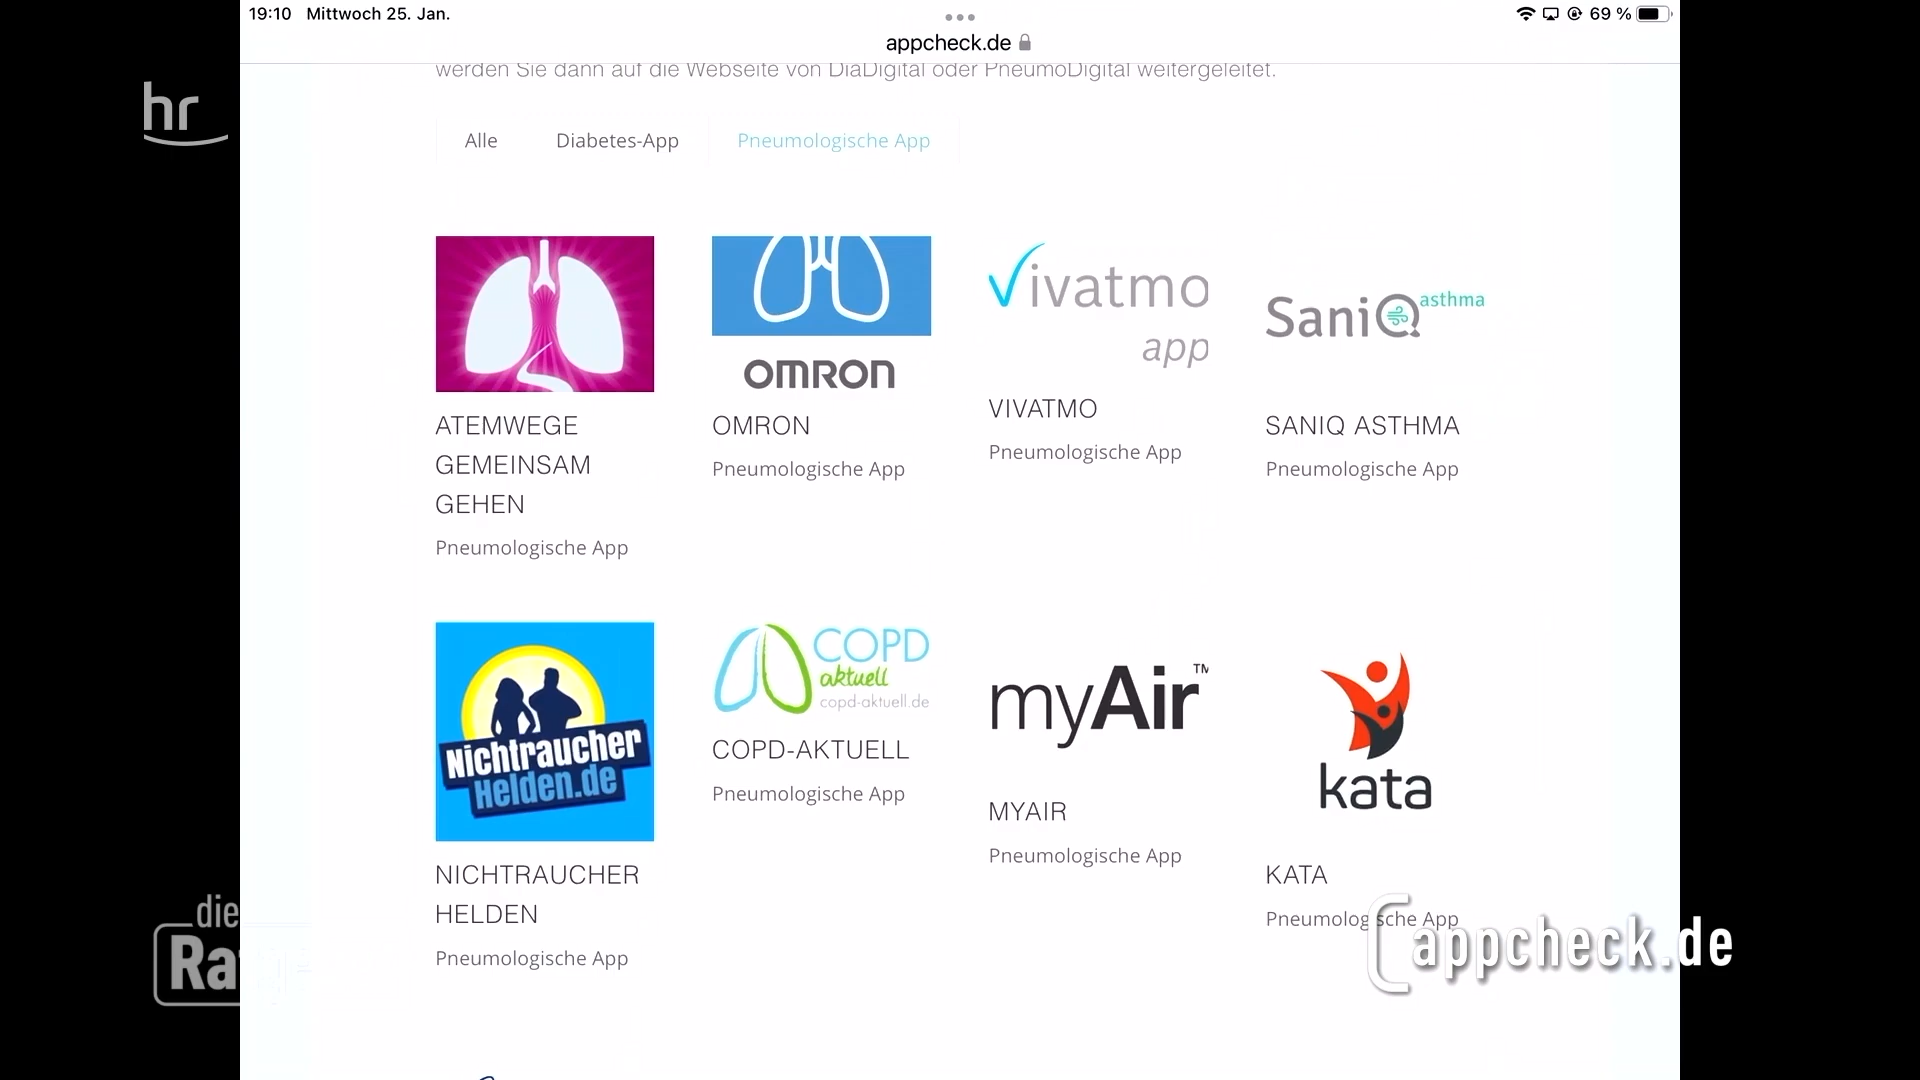 19:10 Mittwoch 25. Jan.
69 %
appcheck.de
hr
werden Sie dann auf die Webseite von DiaDigital oder PneumoDigital weitergeleitet.
Alle Diabetes-App Pneumologische App
OMRON
Vivatmo
app
SaniQ asthma
ATEMWEGE
GEMEINSAM
GEHEN
Pneumologische App
OMRON
Pneumologische App
VIVATMO
Pneumologische App
SANIQ ASTHMA
Pneumologische App
Nichtraucher
Helden.de
COPD
aktuell
copd-aktuell.de
myAir™
kata
NICHTRAUCHER
HELDEN
Pneumologische App
COPD-AKTUELL
Pneumologische App
MYAIR
Pneumologische App
KATA
Pneumologische App
die
appcheck.de